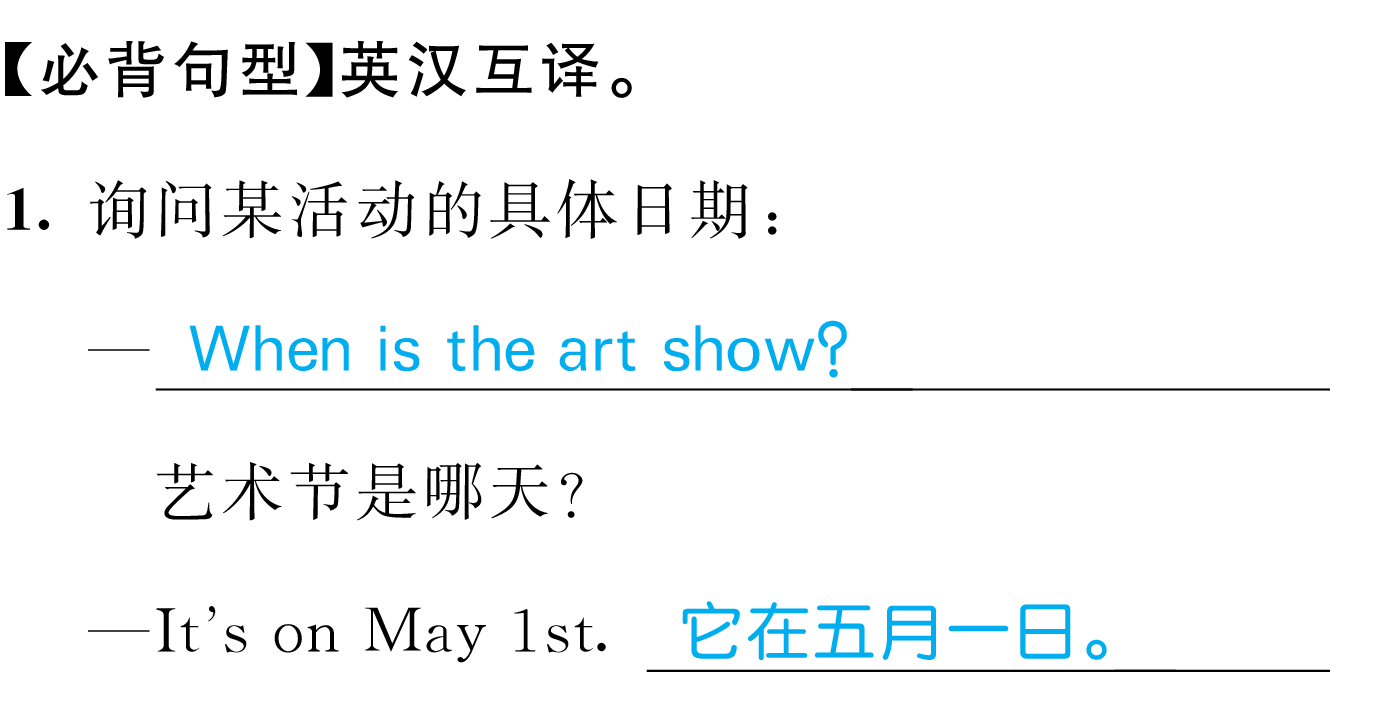 【必背句型】英汉互译。
1. 询问某活动的具体日期：
— When is the art show?
艺术节是哪天?
—It's on May 1st. 它在五月一日。